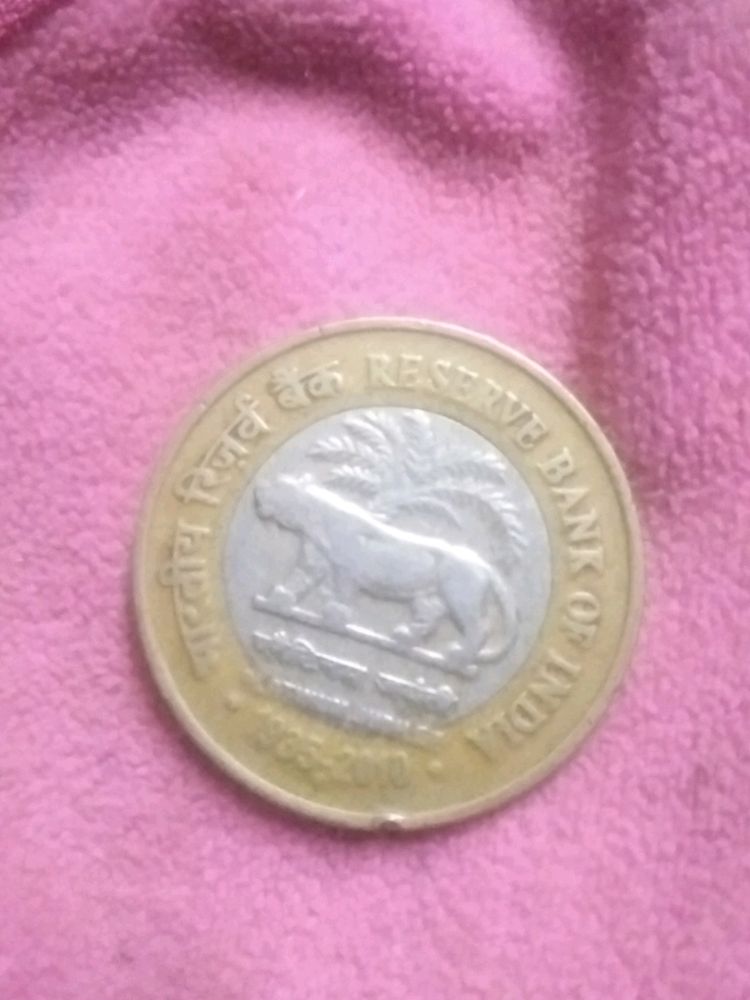 भारतीय रिज़र्व बैंक RESERVE BANK OF INDIA
1935-2010